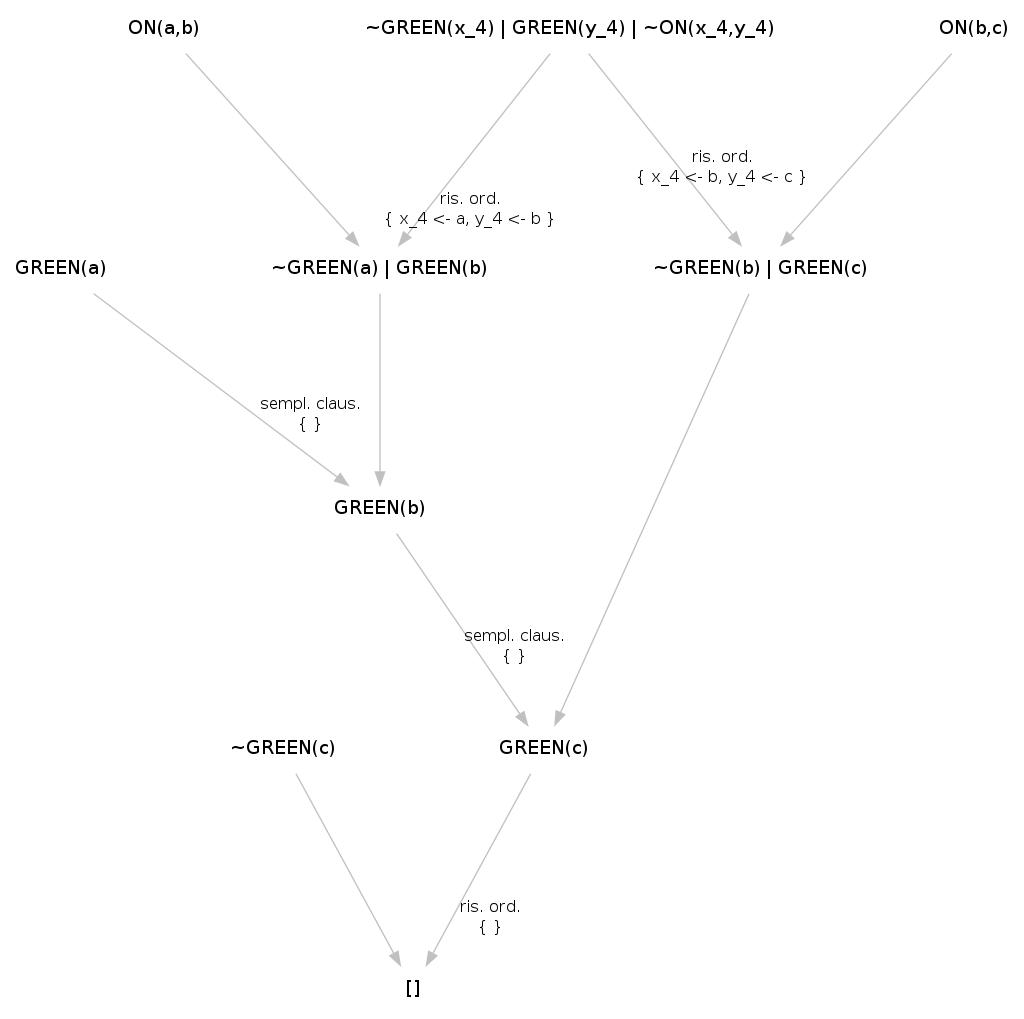 ON(a,b)
~GREEN(x_4) | GREEN(y_4) | ~ON(x_4,y_4)
ON(b,c)
ris. ord.
{ x_4 <- b, y_4 <- c }
ris. ord.
{ x_4 <- a, y_4 <- b }
GREEN(a)
~GREEN(a) | GREEN(b)
~GREEN(b) | GREEN(c)
sempl. claus.
{ }
GREEN(b)
sempl. claus.
{ }
~GREEN(c)
GREEN(c)
ris. ord.
{ }
[]